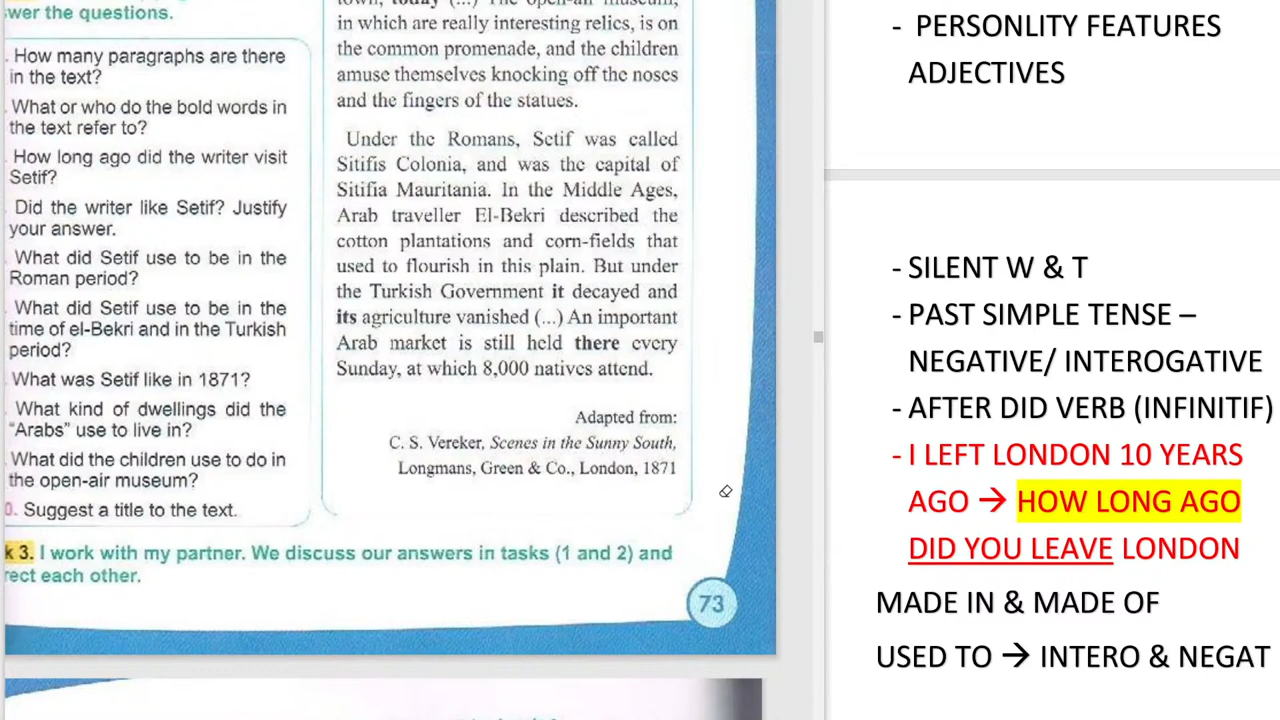 swer the questions.
How many paragraphs are there
in the text?
What or who do the bold words in
the text refer to?
How long ago did the writer visit
Setif?
Did the writer like Setif? Justify
your answer.
What did Setif use to be in the
Roman period?
What did Setif use to be in the
time of el-Bekri and in the Turkish
period?
What was Setif like in 1871?
What kind of dwellings did the
“Arabs” use to live in?
What did the children use to do in
the open-air museum?
0. Suggest a title to the text.
town, today (...) The open-air museum,
in which are really interesting relics, is on
the common promenade, and the children
amuse themselves knocking off the noses
and the fingers of the statues.
Under the Romans, Setif was called
Sitifis Colonia, and was the capital of
Sitifia Mauritania. In the Middle Ages,
Arab traveller El-Bekri described the
cotton plantations and corn-fields that
used to flourish in this plain. But under
the Turkish Government it decayed and
its agriculture vanished (...) An important
Arab market is still held there every
Sunday, at which 8,000 natives attend.
Adapted from:
C. S. Vereker, Scenes in the Sunny South,
Longmans, Green & Co., London, 1871
k 3. I work with my partner. We discuss our answers in tasks (1 and 2) and
rect each other.
73
- PERSONLITY FEATURES
ADJECTIVES
- SILENT W & T
- PAST SIMPLE TENSE –
NEGATIVE/ INTEROGATIVE
- AFTER DID VERB (INFINITIF)
- I LEFT LONDON 10 YEARS
AGO → HOW LONG AGO
DID YOU LEAVE LONDON
MADE IN & MADE OF
USED TO → INTERO & NEGAT